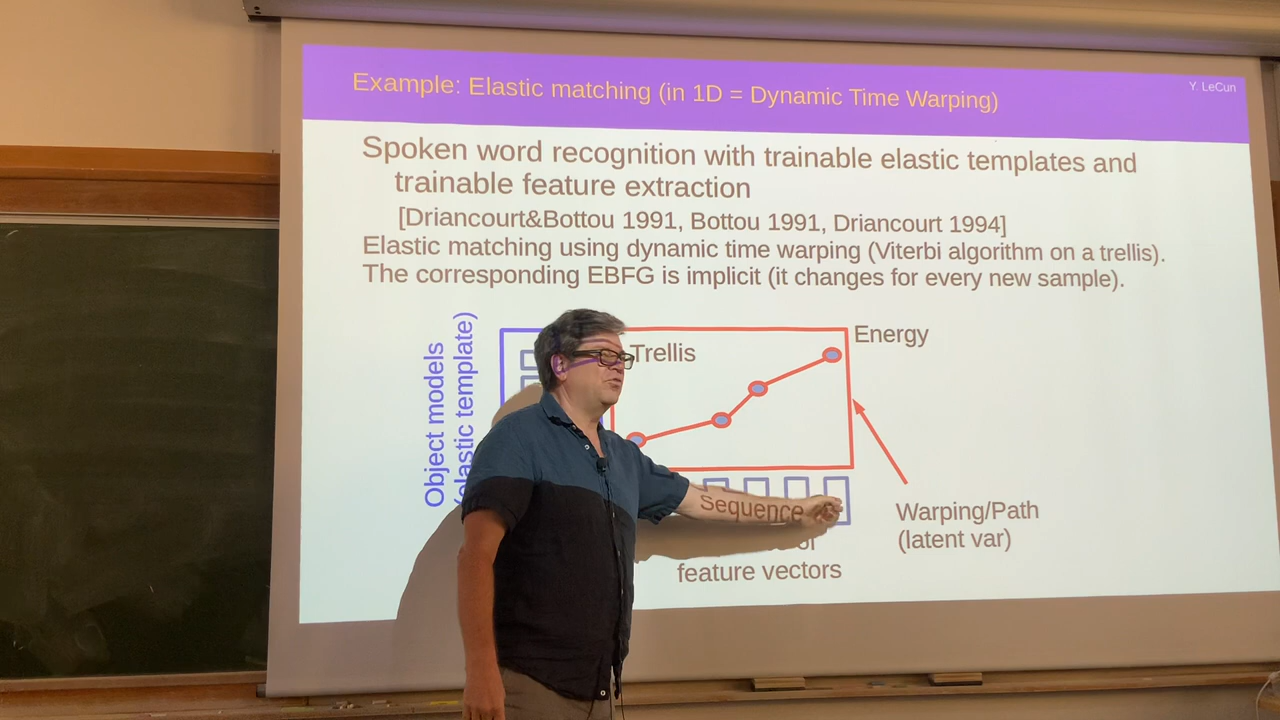 Example: Elastic matching (in 1D = Dynamic Time Warping)
Y. LeCun
Spoken word recognition with trainable elastic templates and
trainable feature extraction
[Driancourt&Bottou 1991, Bottou 1991, Driancourt 1994]
Elastic matching using dynamic time warping (Viterbi algorithm on a trellis).
The corresponding EBFG is implicit (it changes for every new sample).
Object models
(elastic template)
Trellis
Energy
Sequence of
feature vectors
Warping/Path
(latent var)